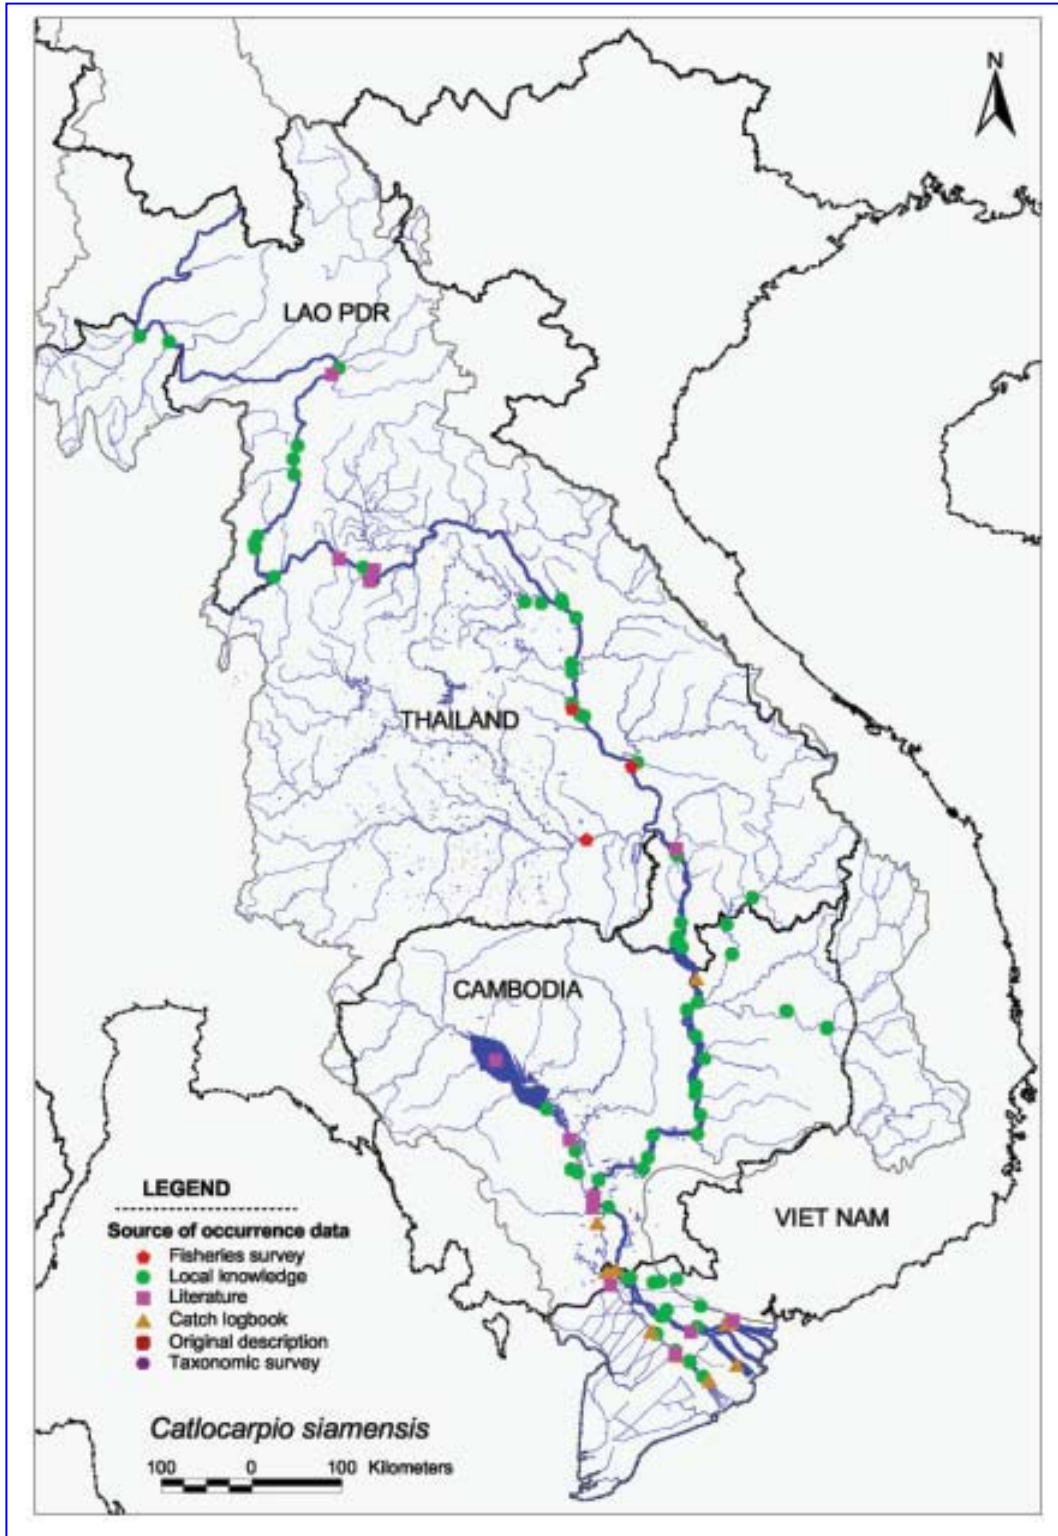 N
LAO PDR
THAILAND
CAMBODIA
VIET NAM
LEGEND
Source of occurrence data
Fisheries survey
Local knowledge
Literature
Catch logbook
Original description
Taxonomic survey
Catlocarpio siamensis
100 0 100 Kilometers